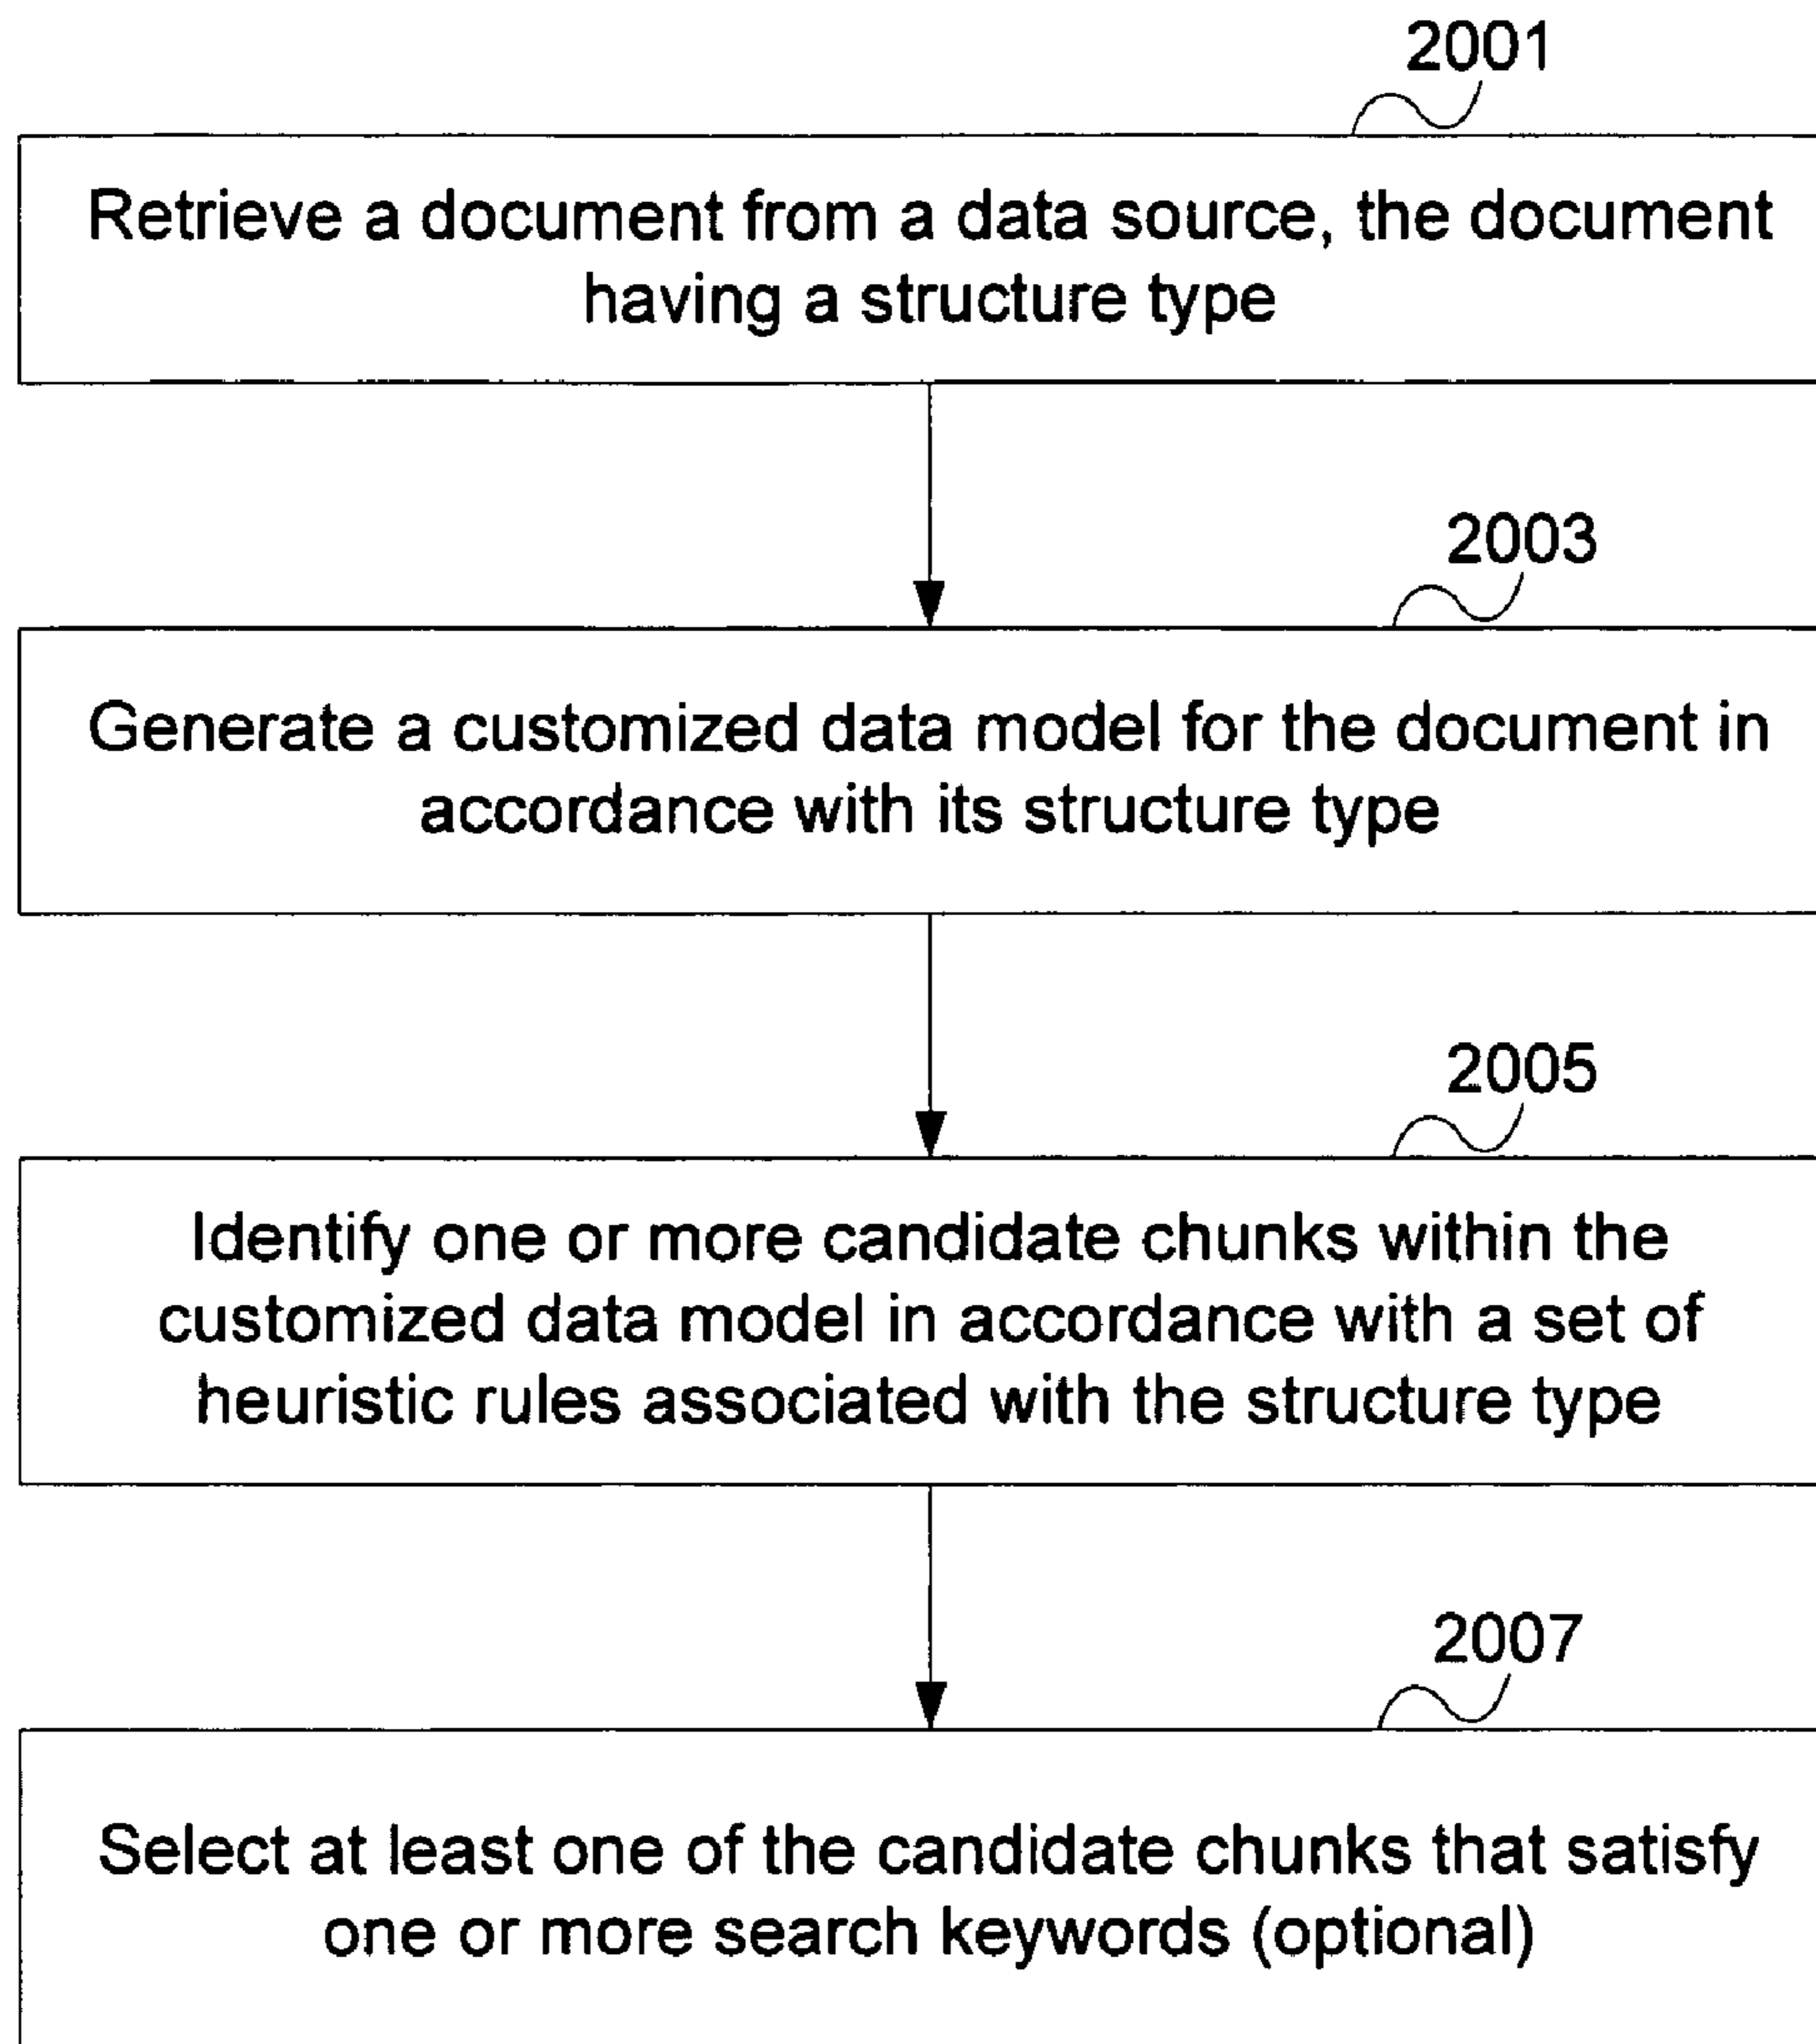 2001
Retrieve a document from a data source, the document
having a structure type
2003
Generate a customized data model for the document in
accordance with its structure type
2005
Identify one or more candidate chunks within the
customized data model in accordance with a set of
heuristic rules associated with the structure type
2007
Select at least one of the candidate chunks that satisfy
one or more search keywords (optional)